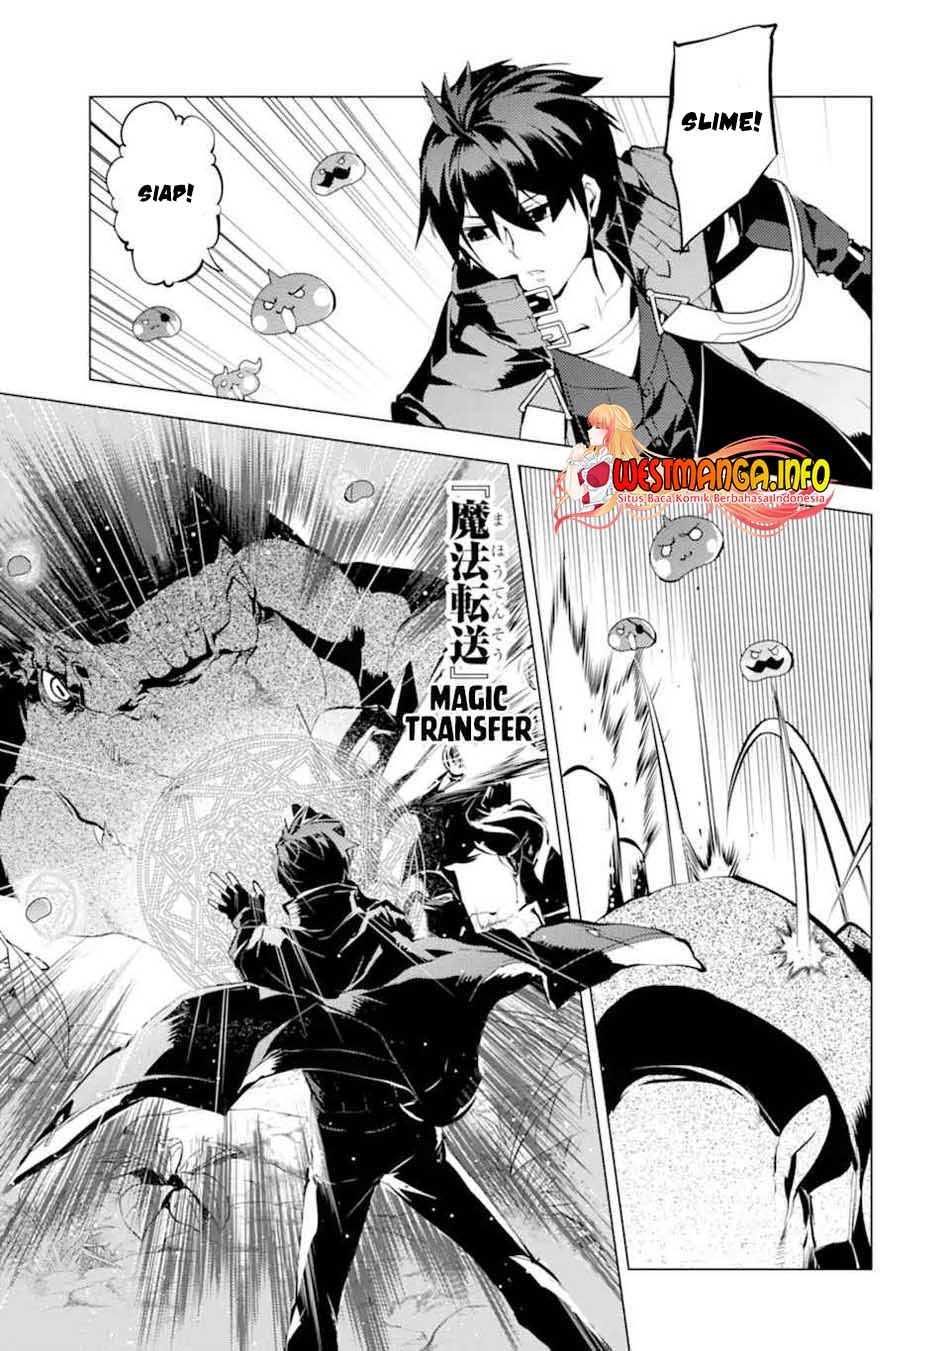 SLIME!
SIAP!
WESTMANGA.INFO
Situs Baca Komik Berbahasa Indonesia
『魔法転送』
まほうてんそう
MAGIC
TRANSFER